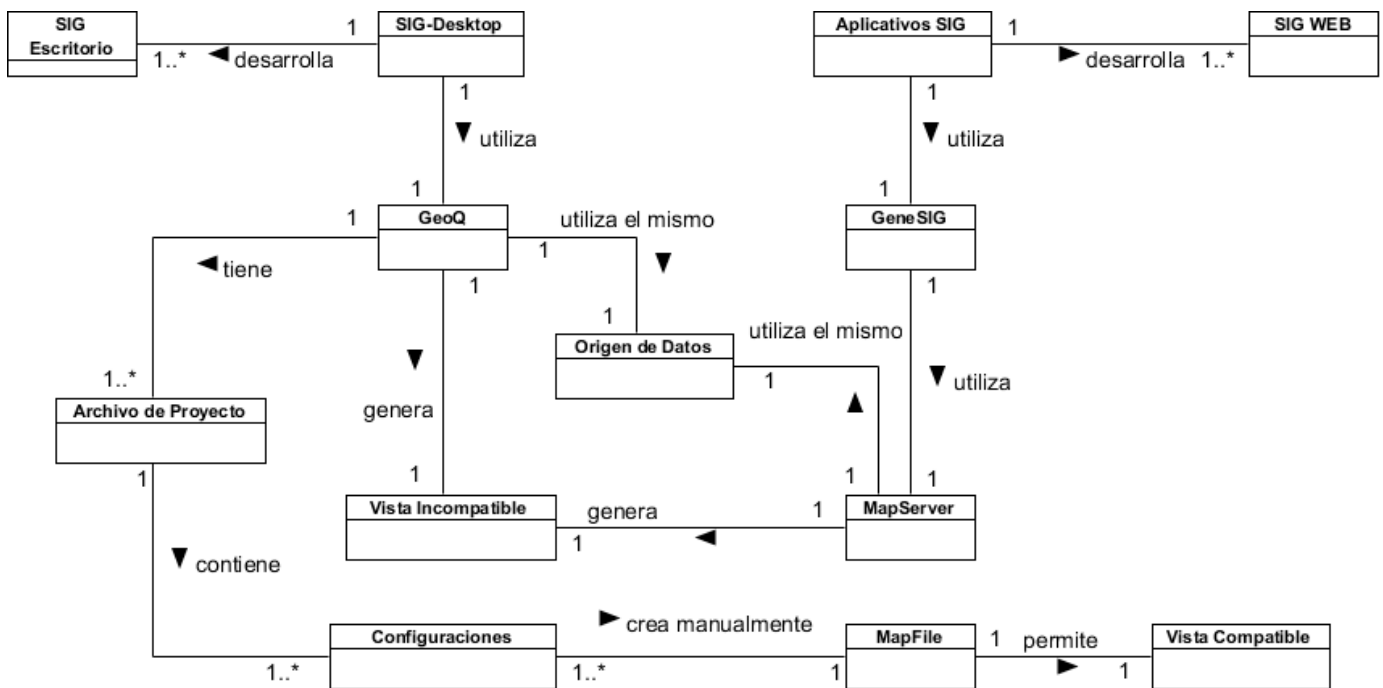 SIG
Escritorio
1..*
desarrolla
1
SIG-Desktop
Aplicativos SIG
1
desarrolla
1..*
SIG WEB
1
utiliza
1
1
utiliza
1
GeoQ
GeneSIG
1
tiene
1..*
1
utiliza el mismo
1
1
genera
1
Origen de Datos
1
utiliza el mismo
1
1
utiliza
1
Archivo de Proyecto
1
contiene
1..*
Vista Incompatible
1
genera
1
MapServer
Configuraciones
1..*
crea manualmente
1
MapFile
1
permite
1
Vista Compatible